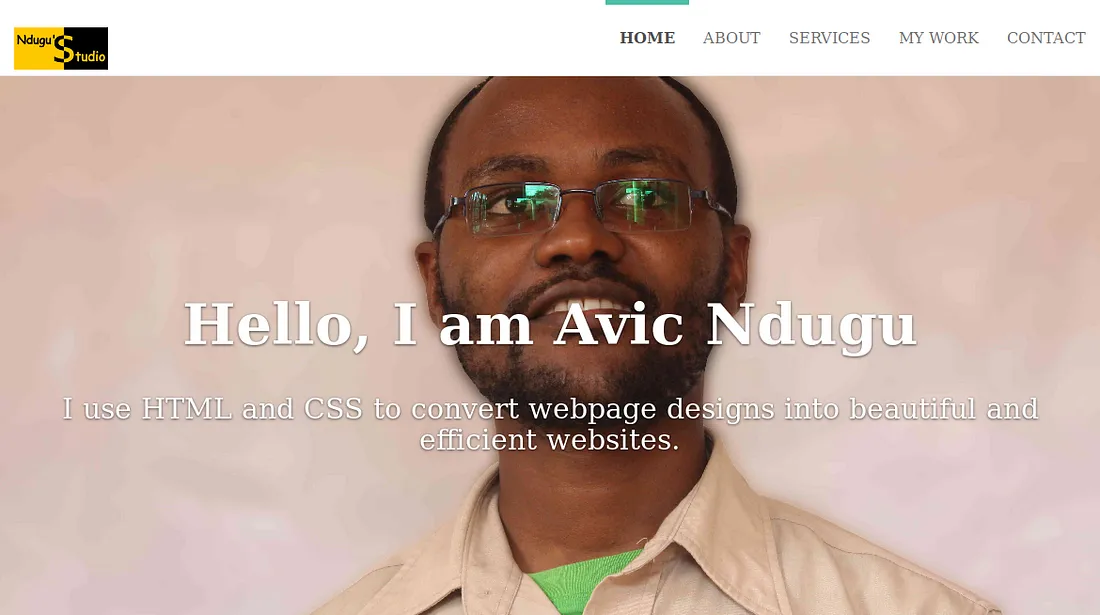 Ndugu's Studio
HOME ABOUT SERVICES MY WORK CONTACT
Hello, I am Avic Ndugu
I use HTML and CSS to convert webpage designs into beautiful and
efficient websites.